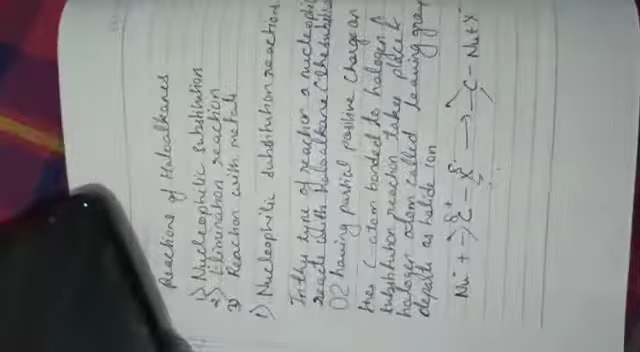 Reactions of Haloalkanes
1) Nucleophilic substitution
2) Elimination reaction
3) Reaction with metals
1) Nucleophilic substitution reactions
In this type of reaction a nucleophile
reacts with haloalkane (the substrate
having partial positive charge on
the C atom bonded to halogen. A
substitution reaction takes place &
halogen atom called leaving group
departs as halide ion
Nu⁻ + C^δ+ - X^δ- → C - Nu + X⁻
02